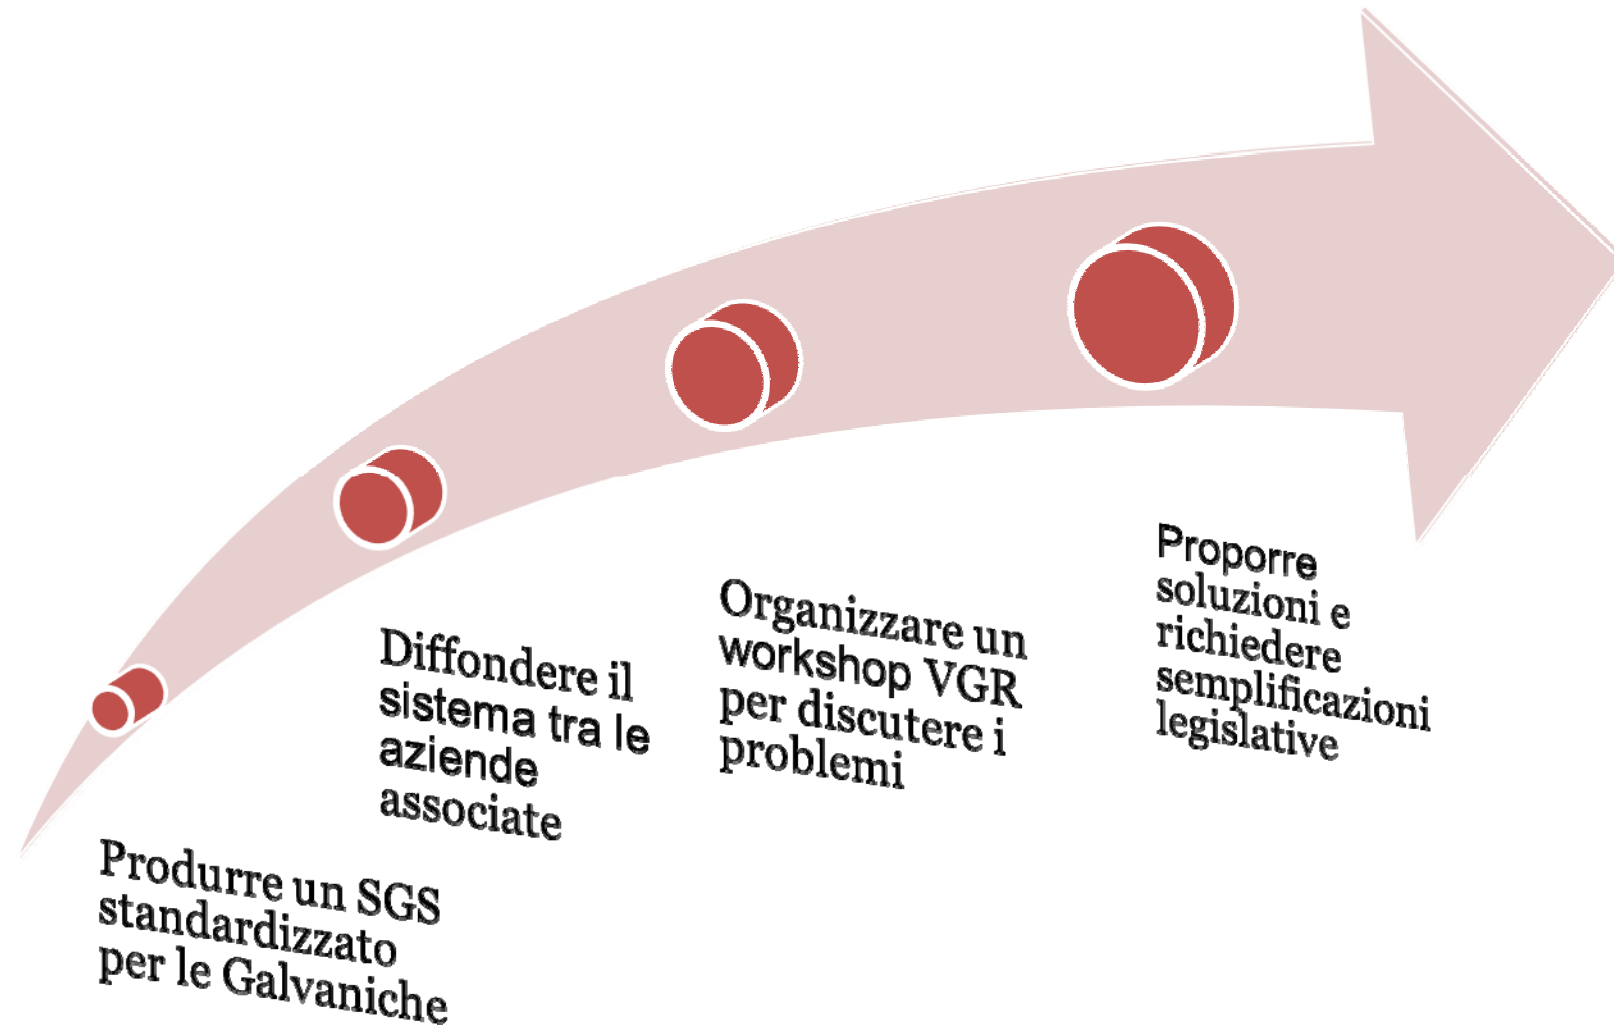 Produrre un SGS
standardizzato
per le Galvaniche
Diffondere il
sistema tra le
aziende
associate
Organizzare un
workshop VGR
per discutere i
problemi
Proporre
soluzioni e
richiedere
semplificazioni
legislative